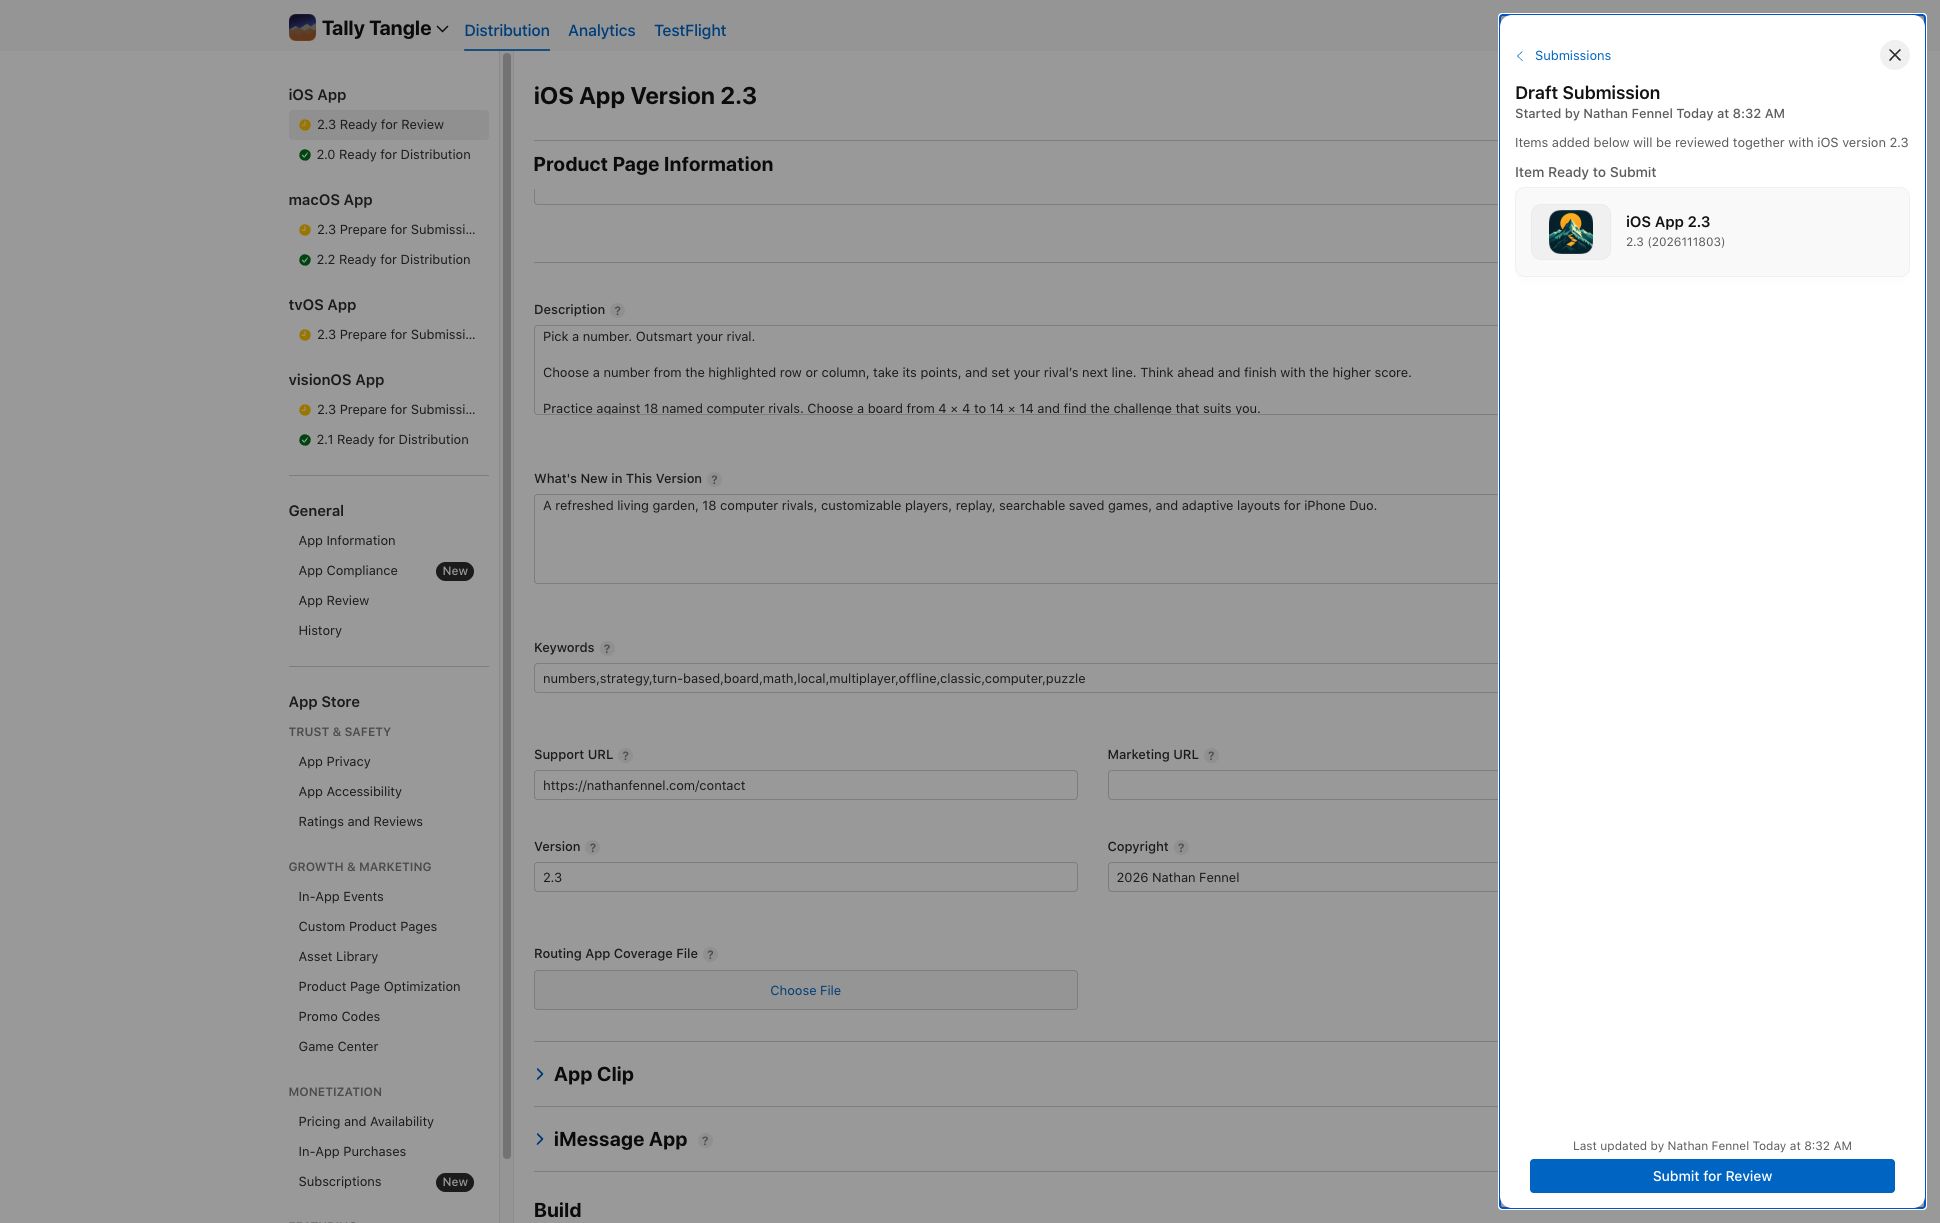 Tally Tangle
Distribution
Analytics
TestFlight
iOS App
2.3 Ready for Review
2.0 Ready for Distribution
macOS App
2.3 Prepare for Submissi...
2.2 Ready for Distribution
tvOS App
2.3 Prepare for Submissi...
visionOS App
2.3 Prepare for Submissi...
2.1 Ready for Distribution
General
App Information
App Compliance New
App Review
History
App Store
TRUST & SAFETY
App Privacy
App Accessibility
Ratings and Reviews
GROWTH & MARKETING
In-App Events
Custom Product Pages
Asset Library
Product Page Optimization
Promo Codes
Game Center
MONETIZATION
Pricing and Availability
In-App Purchases
Subscriptions New
iOS App Version 2.3
Product Page Information
Description ?
Pick a number. Outsmart your rival.
Choose a number from the highlighted row or column, take its points, and set your rival's next line. Think ahead and finish with the higher score.
Practice against 18 named computer rivals. Choose a board from 4 × 4 to 14 × 14 and find the challenge that suits you.
What's New in This Version ?
A refreshed living garden, 18 computer rivals, customizable players, replay, searchable saved games, and adaptive layouts for iPhone Duo.
Keywords ?
numbers,strategy,turn-based,board,math,local,multiplayer,offline,classic,computer,puzzle
Support URL ?
https://nathanfennel.com/contact
Marketing URL ?
Version ?
2.3
Copyright ?
2026 Nathan Fennel
Routing App Coverage File ?
Choose File
App Clip
iMessage App ?
Build
Submissions
Draft Submission
Started by Nathan Fennel Today at 8:32 AM
Items added below will be reviewed together with iOS version 2.3
Item Ready to Submit
iOS App 2.3
2.3 (2026111803)
Last updated by Nathan Fennel Today at 8:32 AM
Submit for Review